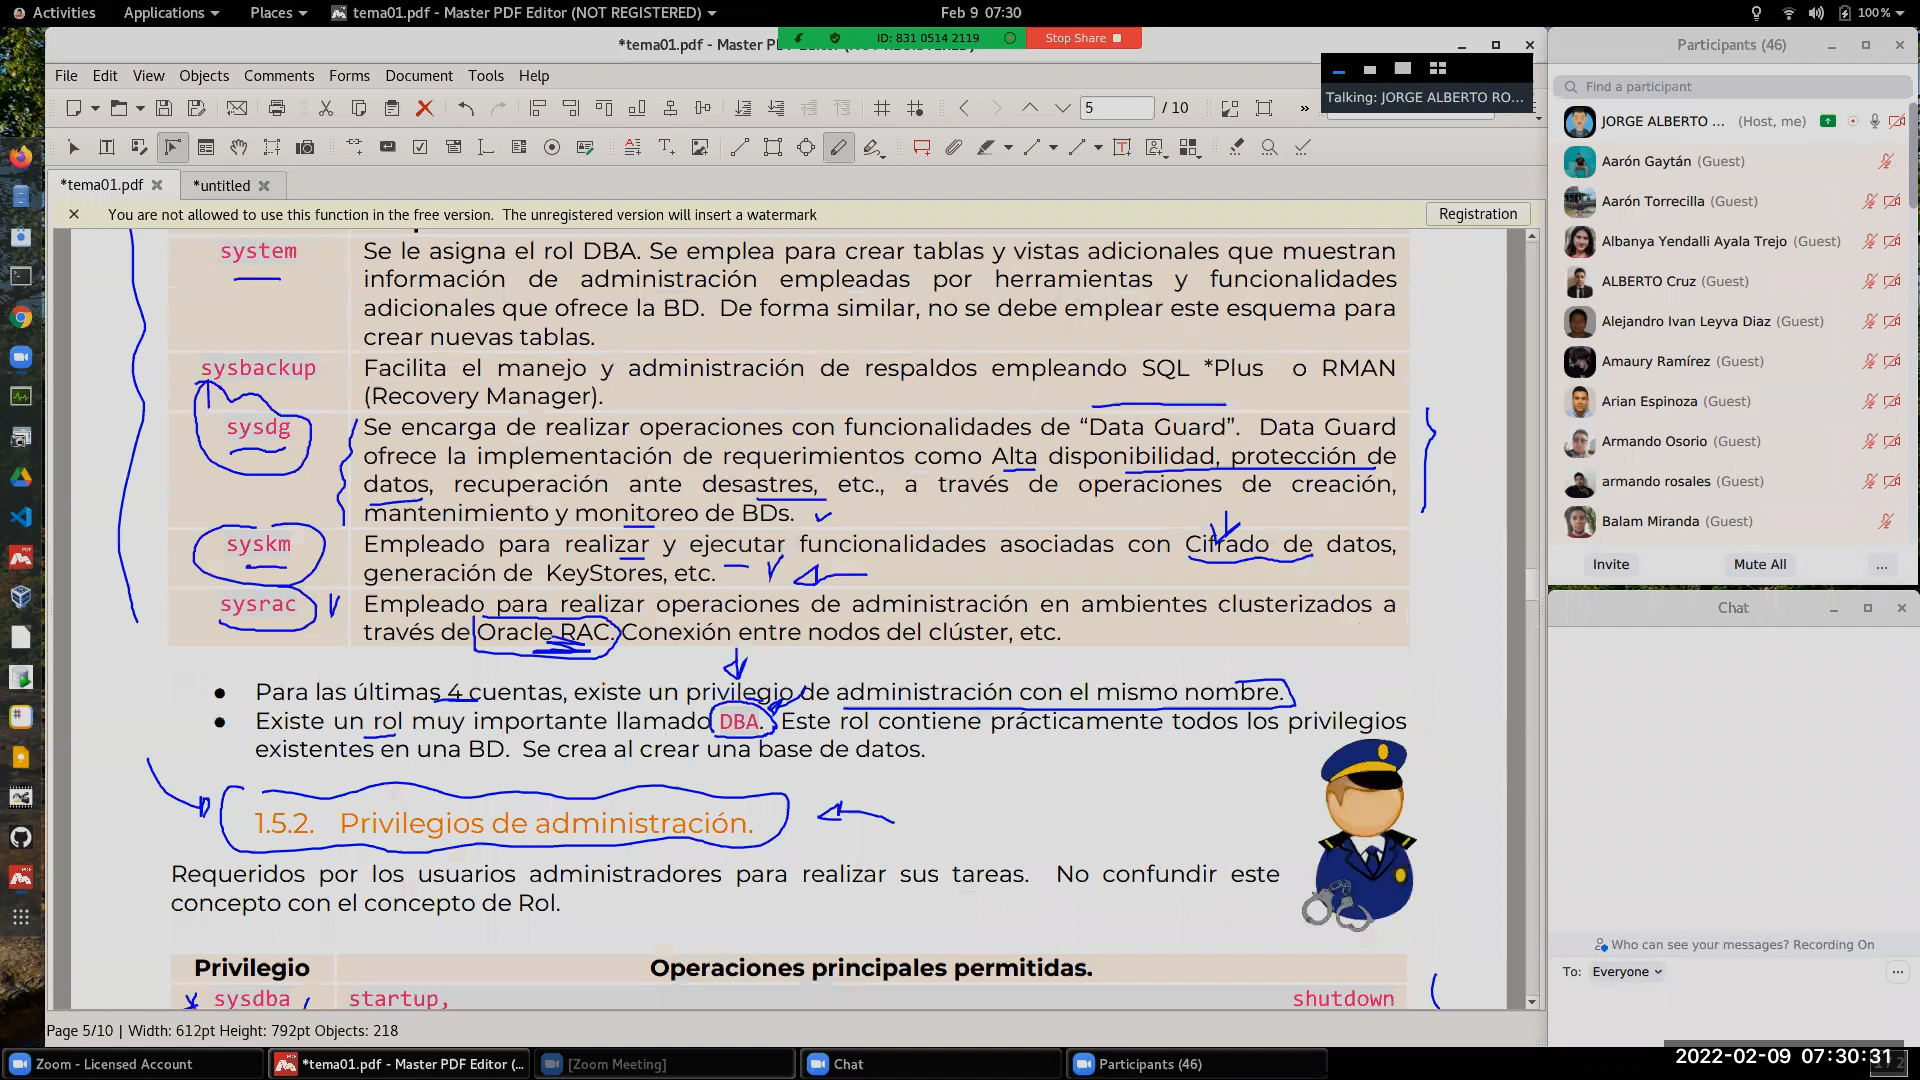 Activities
Applications
Places
tema01.pdf - Master PDF Editor (NOT REGISTERED)
Feb 9 07:30
100%
*tema01.pdf - Master P
ID: 831 0514 2119
Stop Share
File Edit View Objects Comments Forms Document Tools Help
5 / 10
»
Talking: JORGE ALBERTO RO...
*tema01.pdf
*untitled
You are not allowed to use this function in the free version. The unregistered version will insert a watermark
Registration
system
Se le asigna el rol DBA. Se emplea para crear tablas y vistas adicionales que muestran
información de administración empleadas por herramientas y funcionalidades
adicionales que ofrece la BD. De forma similar, no se debe emplear este esquema para
crear nuevas tablas.
sysbackup
Facilita el manejo y administración de respaldos empleando SQL *Plus o RMAN
(Recovery Manager).
sysdg
Se encarga de realizar operaciones con funcionalidades de “Data Guard”. Data Guard
ofrece la implementación de requerimientos como Alta disponibilidad, protección de
datos, recuperación ante desastres, etc., a través de operaciones de creación,
mantenimiento y monitoreo de BDs.
syskm
Empleado para realizar y ejecutar funcionalidades asociadas con Cifrado de datos,
generación de KeyStores, etc.
sysrac
Empleado para realizar operaciones de administración en ambientes clusterizados a
través de Oracle RAC. Conexión entre nodos del clúster, etc.
● Para las últimas 4 cuentas, existe un privilegio de administración con el mismo nombre.
● Existe un rol muy importante llamado DBA. Este rol contiene prácticamente todos los privilegios
existentes en una BD. Se crea al crear una base de datos.
1.5.2. Privilegios de administración.
Requeridos por los usuarios administradores para realizar sus tareas. No confundir este
concepto con el concepto de Rol.
Privilegio
Operaciones principales permitidas.
sysdba
startup,
shutdown
Page 5/10 | Width: 612pt Height: 792pt Objects: 218
Participants (46)
Find a participant
JORGE ALBERTO ... (Host, me)
Aarón Gaytán (Guest)
Aarón Torrecilla (Guest)
Albanya Yendalli Ayala Trejo (Guest)
ALBERTO Cruz (Guest)
Alejandro Ivan Leyva Diaz (Guest)
Amaury Ramírez (Guest)
Arian Espinoza (Guest)
Armando Osorio (Guest)
armando rosales (Guest)
Balam Miranda (Guest)
Invite
Mute All
...
Chat
Who can see your messages? Recording On
To: Everyone
Zoom - Licensed Account
*tema01.pdf - Master PDF Editor (...
[Zoom Meeting]
Chat
Participants (46)
2022-02-09 07:30:31